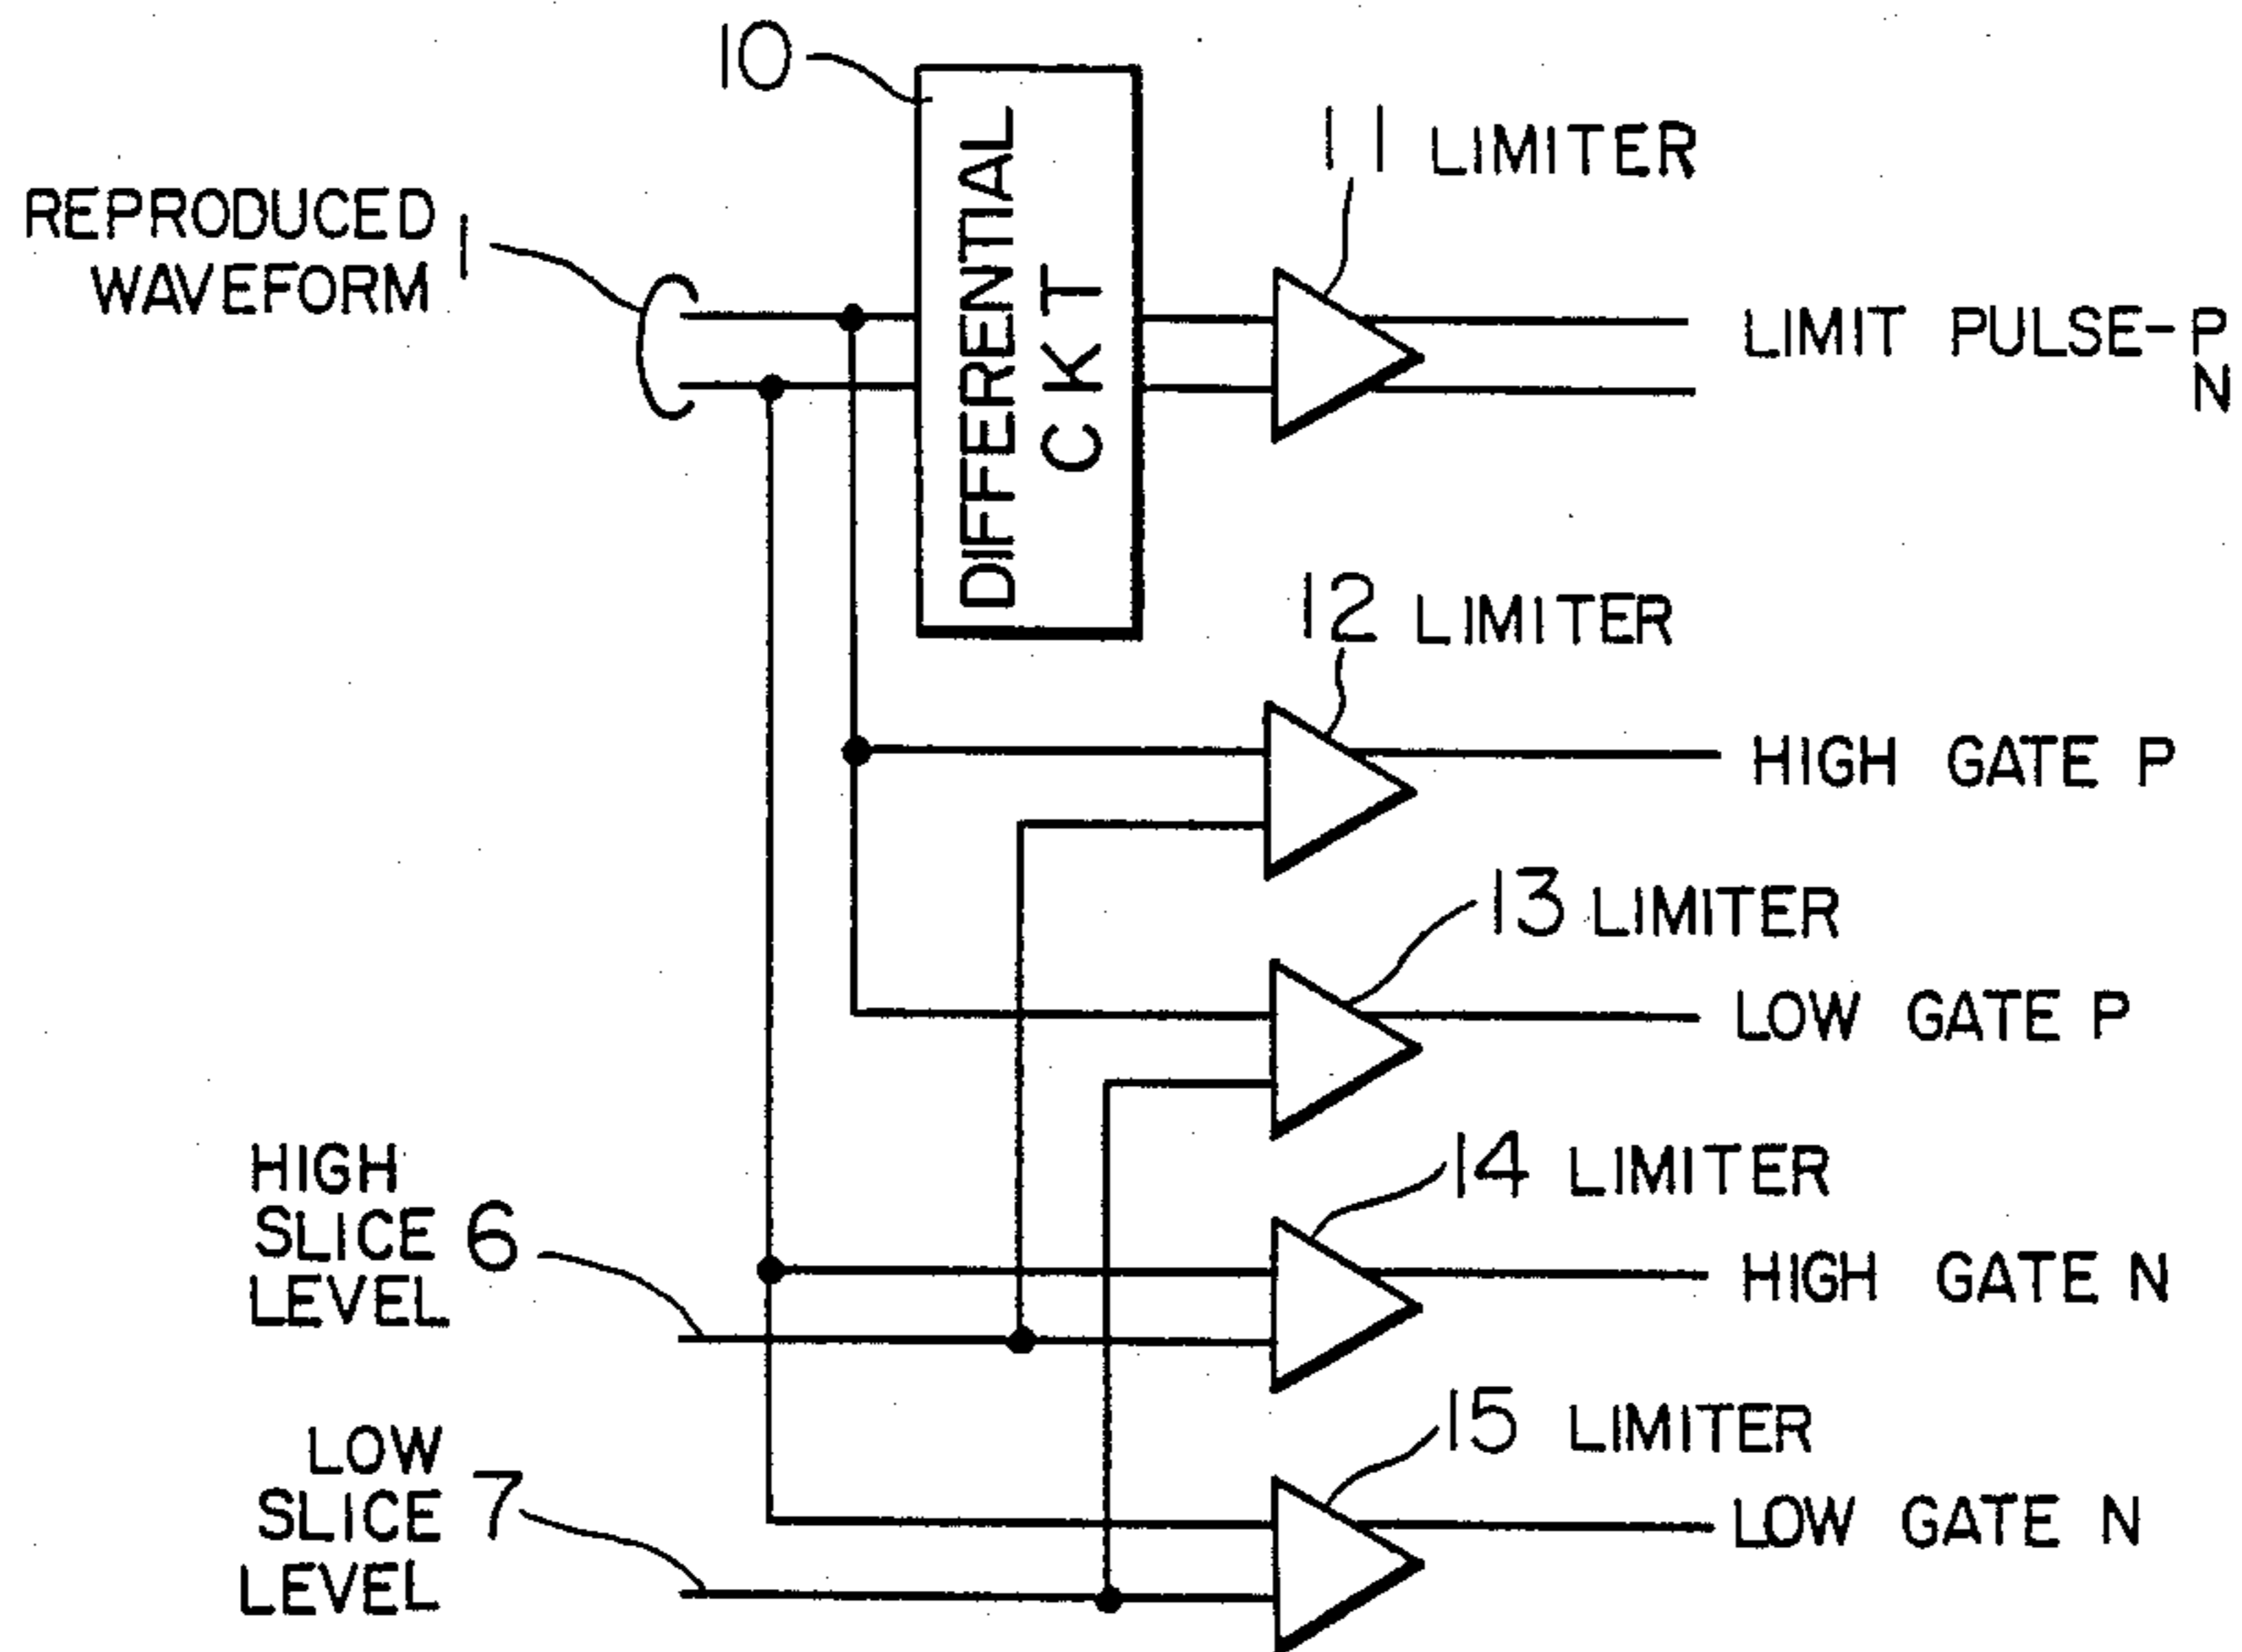 10
DIFFERENTIAL
CKT
11 LIMITER
REPRODUCED
WAVEFORM 1
LIMIT PULSE-P
N
12 LIMITER
HIGH GATE P
13 LIMITER
LOW GATE P
14 LIMITER
HIGH
SLICE 6
LEVEL
HIGH GATE N
15 LIMITER
LOW
SLICE 7
LEVEL
LOW GATE N